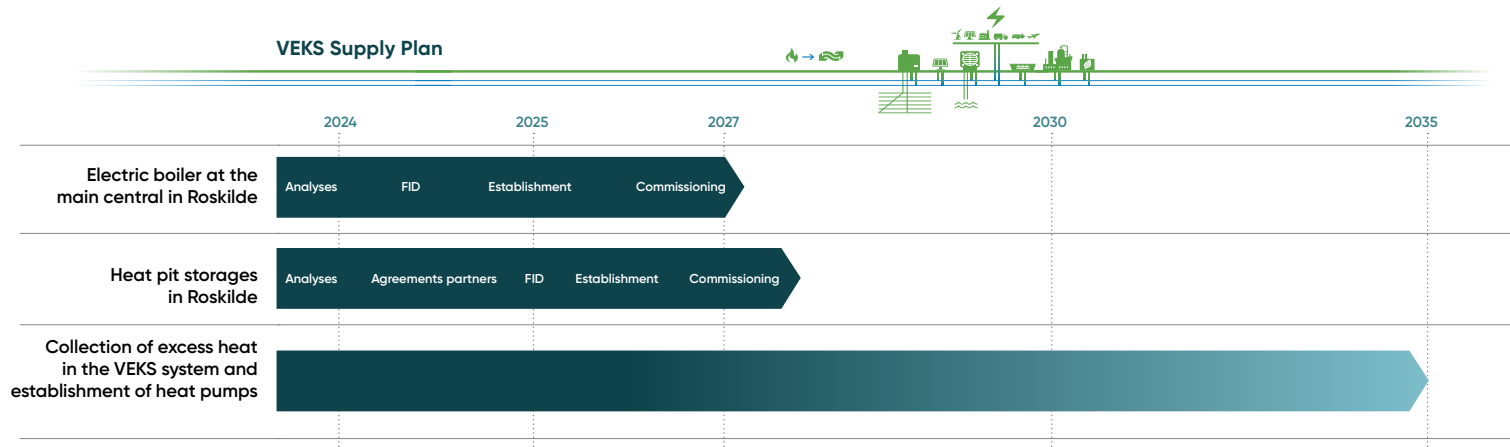 VEKS Supply Plan
2024 2025 2027 2030 2035
Electric boiler at the
main central in Roskilde
Analyses FID Establishment Commissioning
Heat pit storages
in Roskilde
Analyses Agreements partners FID Establishment Commissioning
Collection of excess heat
in the VEKS system and
establishment of heat pumps